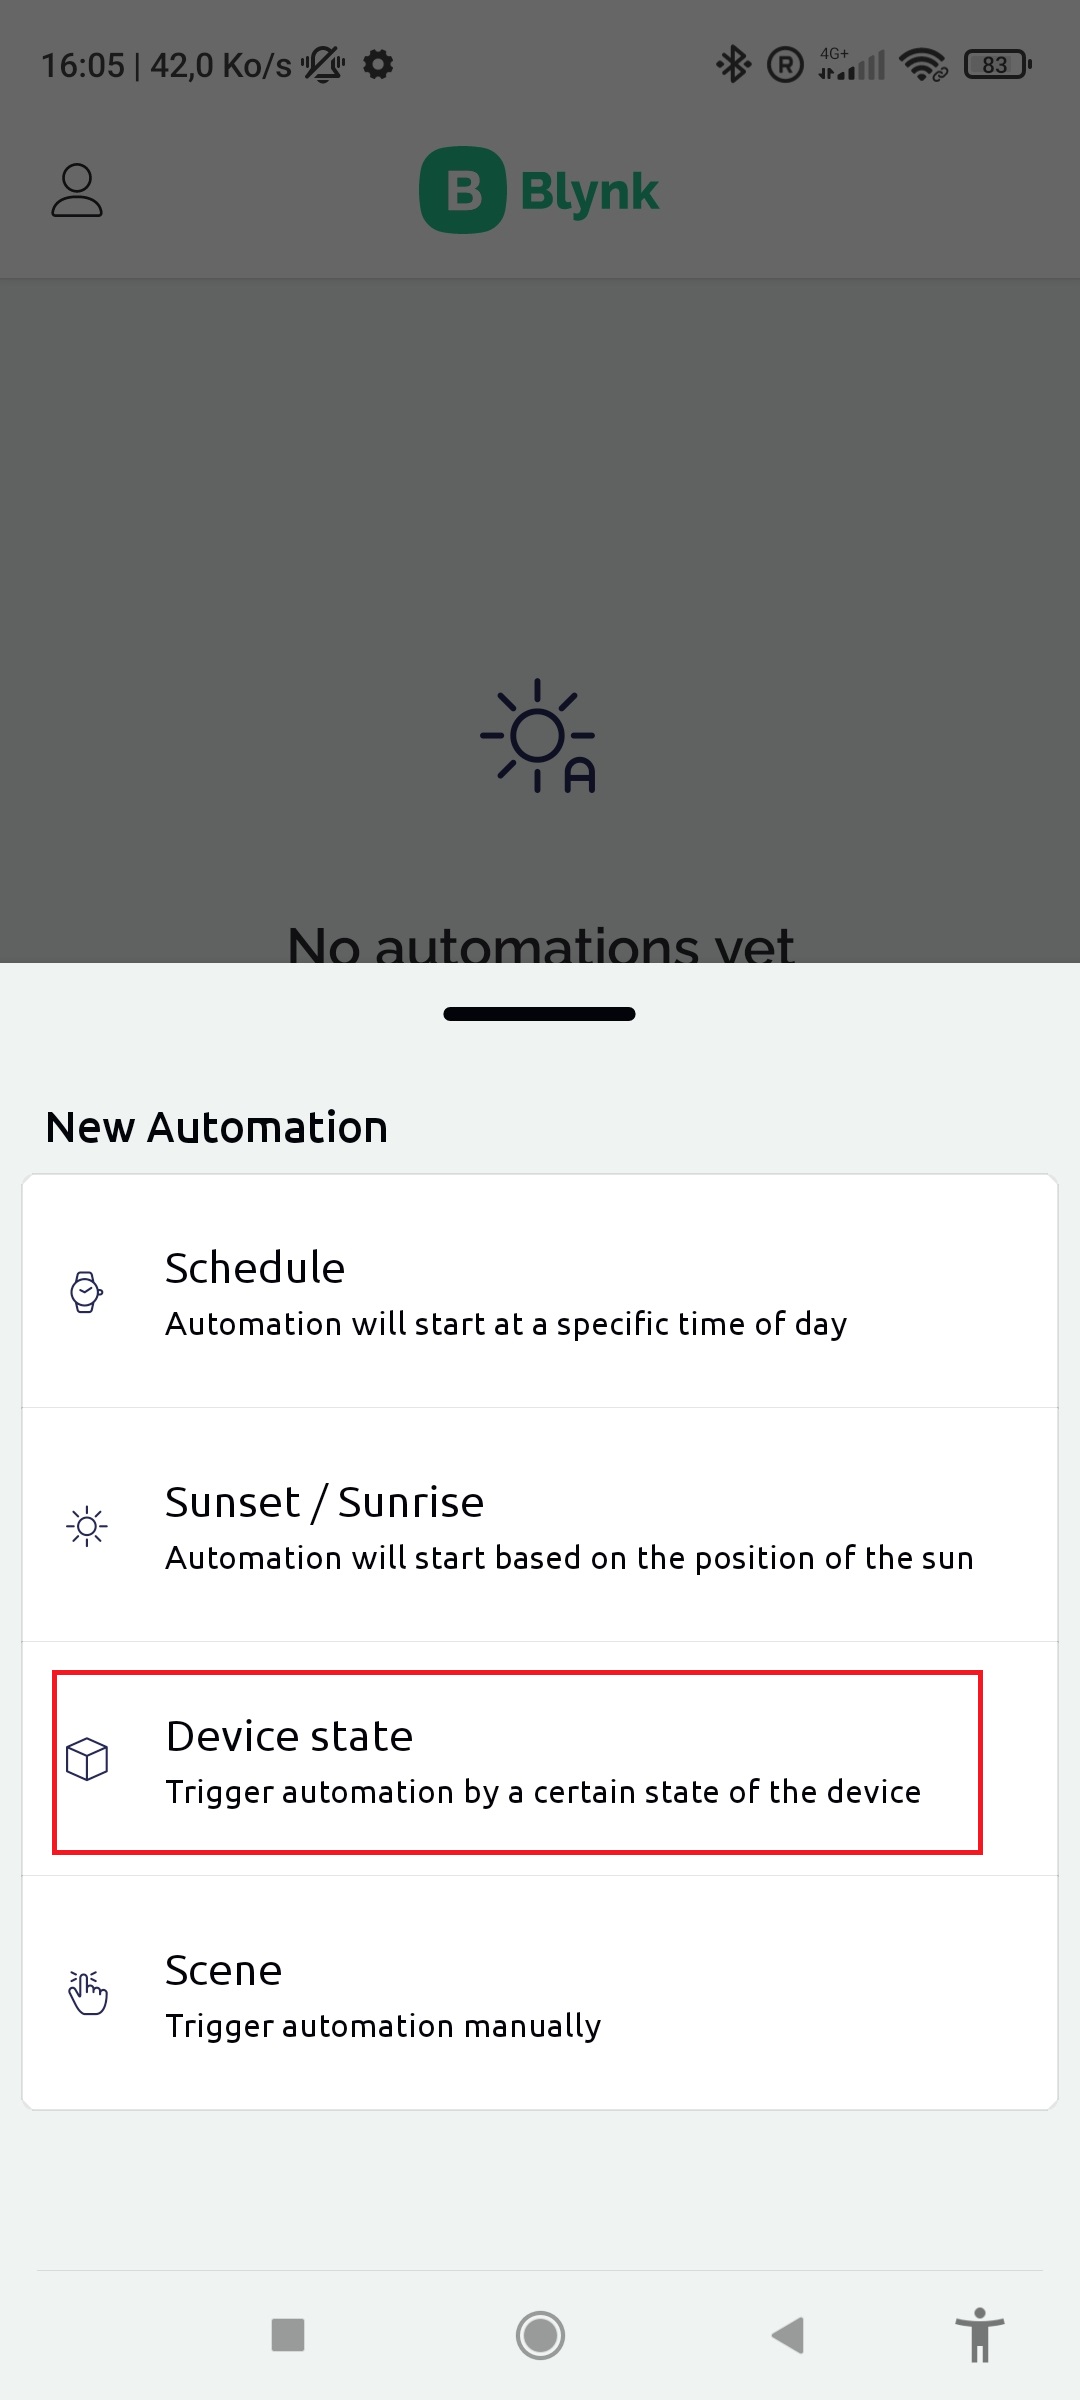 16:05 | 42,0 Ko/s
R
4G+
83
B Blynk
A
No automations yet
New Automation
Schedule
Automation will start at a specific time of day
Sunset / Sunrise
Automation will start based on the position of the sun
Device state
Trigger automation by a certain state of the device
Scene
Trigger automation manually